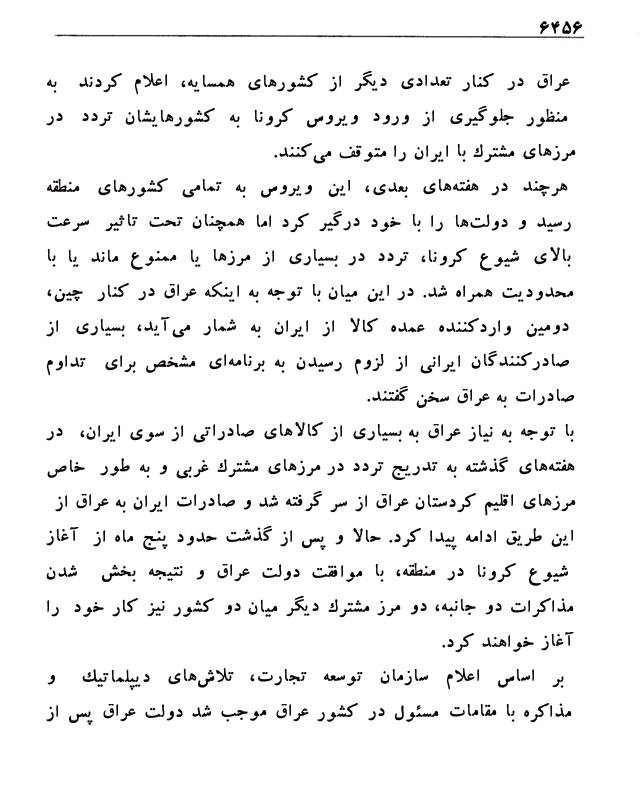 ۶۴۵۶
عراق در کنار تعدادی دیگر از کشورهای همسایه، اعلام کردند به
منظور جلوگیری از ورود ویروس کرونا به کشورهایشان تردد در
مرزهای مشترك با ایران را متوقف می‌کنند.
هرچند در هفته‌های بعدی، این ویروس به تمامی کشورهای منطقه
رسید و دولت‌ها را با خود درگیر کرد اما همچنان تحت تاثیر سرعت
بالای شیوع کرونا، تردد در بسیاری از مرزها یا ممنوع ماند یا با
محدودیت همراه شد. در این میان با توجه به اینکه عراق در کنار چین،
دومین واردکننده عمده کالا از ایران به شمار می‌آید، بسیاری از
صادرکنندگان ایرانی از لزوم رسیدن به برنامه‌ای مشخص برای تداوم
صادرات به عراق سخن گفتند.
با توجه به نیاز عراق به بسیاری از کالاهای صادراتی از سوی ایران، در
هفته‌های گذشته به تدریج تردد در مرزهای مشترك غربی و به طور خاص
مرزهای اقلیم کردستان عراق از سر گرفته شد و صادرات ایران به عراق از
این طریق ادامه پیدا کرد. حالا و پس از گذشت حدود پنج ماه از آغاز
شیوع کرونا در منطقه، با موافقت دولت عراق و نتیجه بخش شدن
مذاکرات دو جانبه، دو مرز مشترك دیگر میان دو کشور نیز کار خود را
آغاز خواهند کرد.
بر اساس اعلام سازمان توسعه تجارت، تلاش‌های دیپلماتیك و
مذاکره با مقامات مسئول در کشور عراق موجب شد دولت عراق پس از